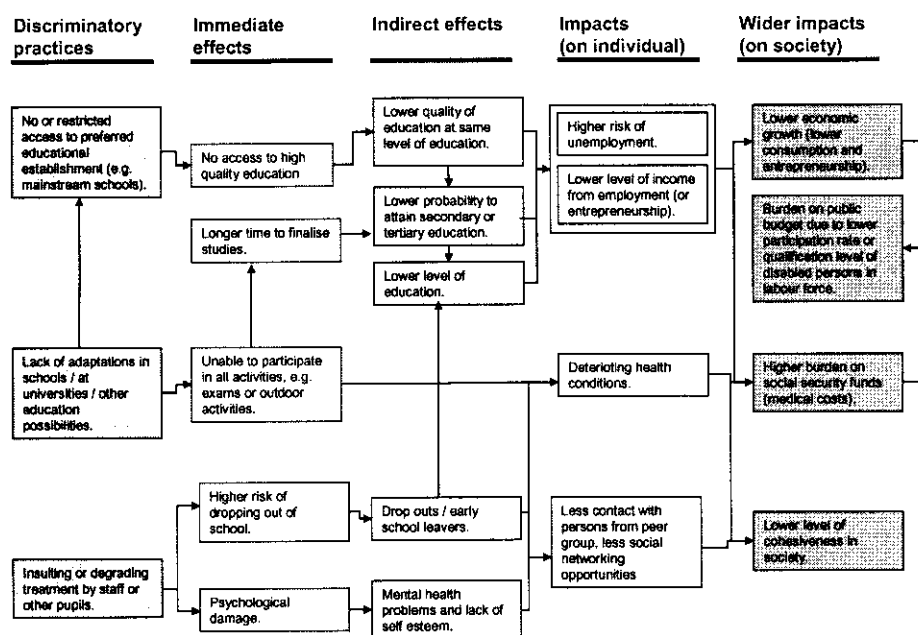 Discriminatory
practices
Immediate
effects
Indirect effects
Impacts
(on individual)
Wider impacts
(on society)
No or restricted
access to preferred
educational
establishment (e.g.
mainstream schools).
No access to high
quality education
Lower quality of
education at same
level of education.
Higher risk of
unemployment.
Lower level of income
from employment (or
entrepreneurship).
Lower economic
growth (lower
consumption and
entrepreneurship).
Longer time to finalise
studies.
Lower probability to
attain secondary or
tertiary education.
Lower level of
education.
Burden on public
budget due to lower
participation rate or
qualification level of
disabled persons in
labour force.
Lack of adaptations in
schools / at
universities / other
education
possibilities.
Unable to participate
in all activities, e.g.
exams or outdoor
activities.
Deterioting health
conditions.
Higher burden on
social security funds
(medical costs).
Higher risk of
dropping out of
school.
Drop outs / early
school leavers.
Less contact with
persons from peer
group, less social
networking
opportunities
Lower level of
cohesiveness in
society.
Insulting or degrading
treatment by staff or
other pupils.
Psychological
damage.
Mental health
problems and lack of
self esteem.